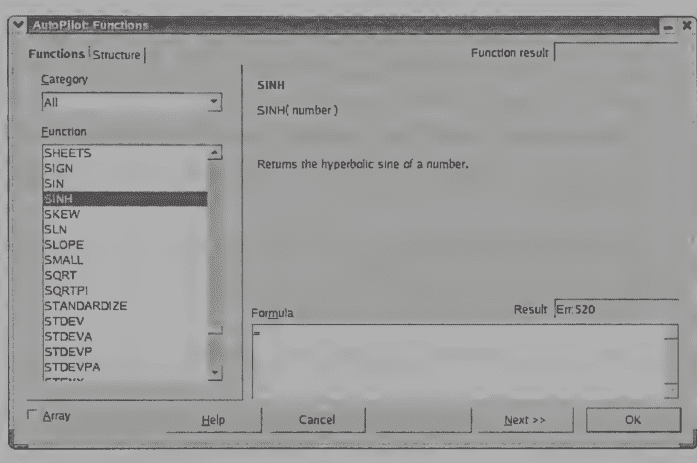 AutoPilot: Functions
Functions Structure
Function result
Category
All
Function
SHEETS
SIGN
SIN
SINH
SKEW
SLN
SLOPE
SMALL
SQRT
SQRTPI
STANDARDIZE
STDEV
STDEVA
STDEVP
STDEVPA
SINH
SINH( number )
Returns the hyperbolic sine of a number.
Formula
Result Err:520
=
Array
Help
Cancel
Next >>
OK